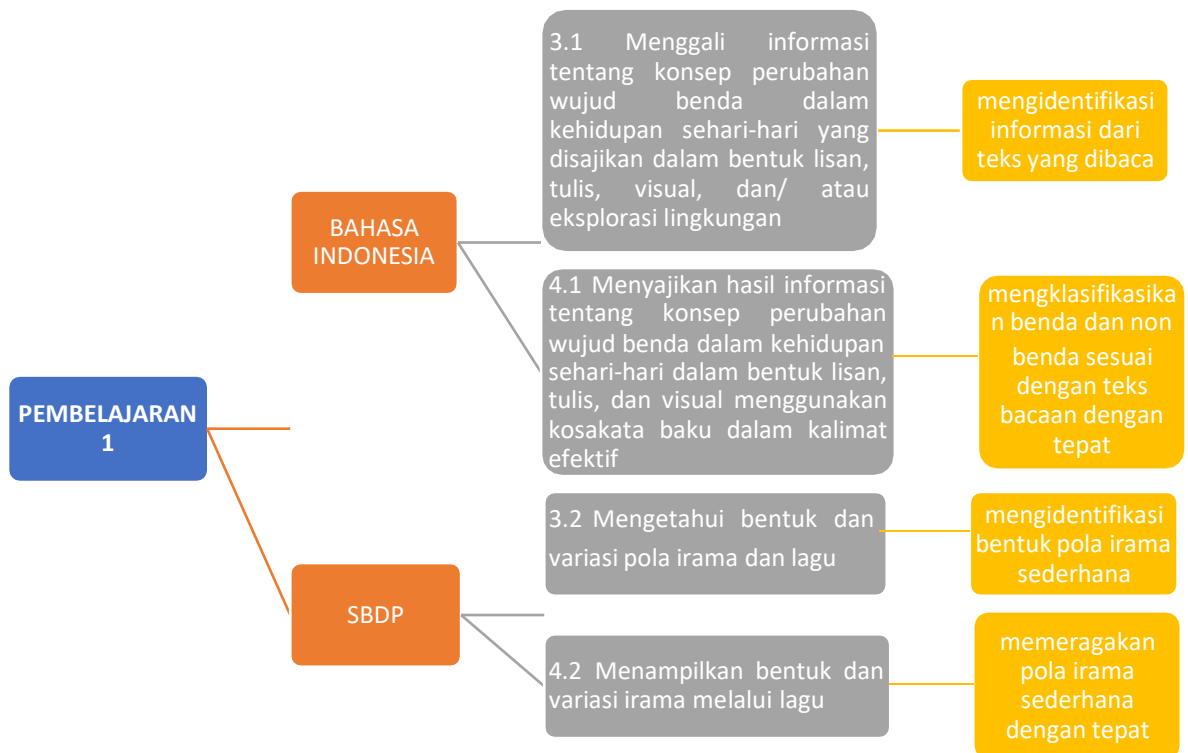 PEMBELAJARAN
1
BAHASA
INDONESIA
3.1 Menggali informasi
tentang konsep perubahan
wujud benda dalam
kehidupan sehari-hari yang
disajikan dalam bentuk lisan,
tulis, visual, dan/ atau
eksplorasi lingkungan
mengidentifikasi
informasi dari
teks yang dibaca
4.1 Menyajikan hasil informasi
tentang konsep perubahan
wujud benda dalam kehidupan
sehari-hari dalam bentuk lisan,
tulis, dan visual menggunakan
kosakata baku dalam kalimat
efektif
mengklasifikasika
n benda dan non
benda sesuai
dengan teks
bacaan dengan
tepat
SBDP
3.2 Mengetahui bentuk dan
variasi pola irama dan lagu
mengidentifikasi
bentuk pola irama
sederhana
4.2 Menampilkan bentuk dan
variasi irama melalui lagu
memeragakan
pola irama
sederhana
dengan tepat